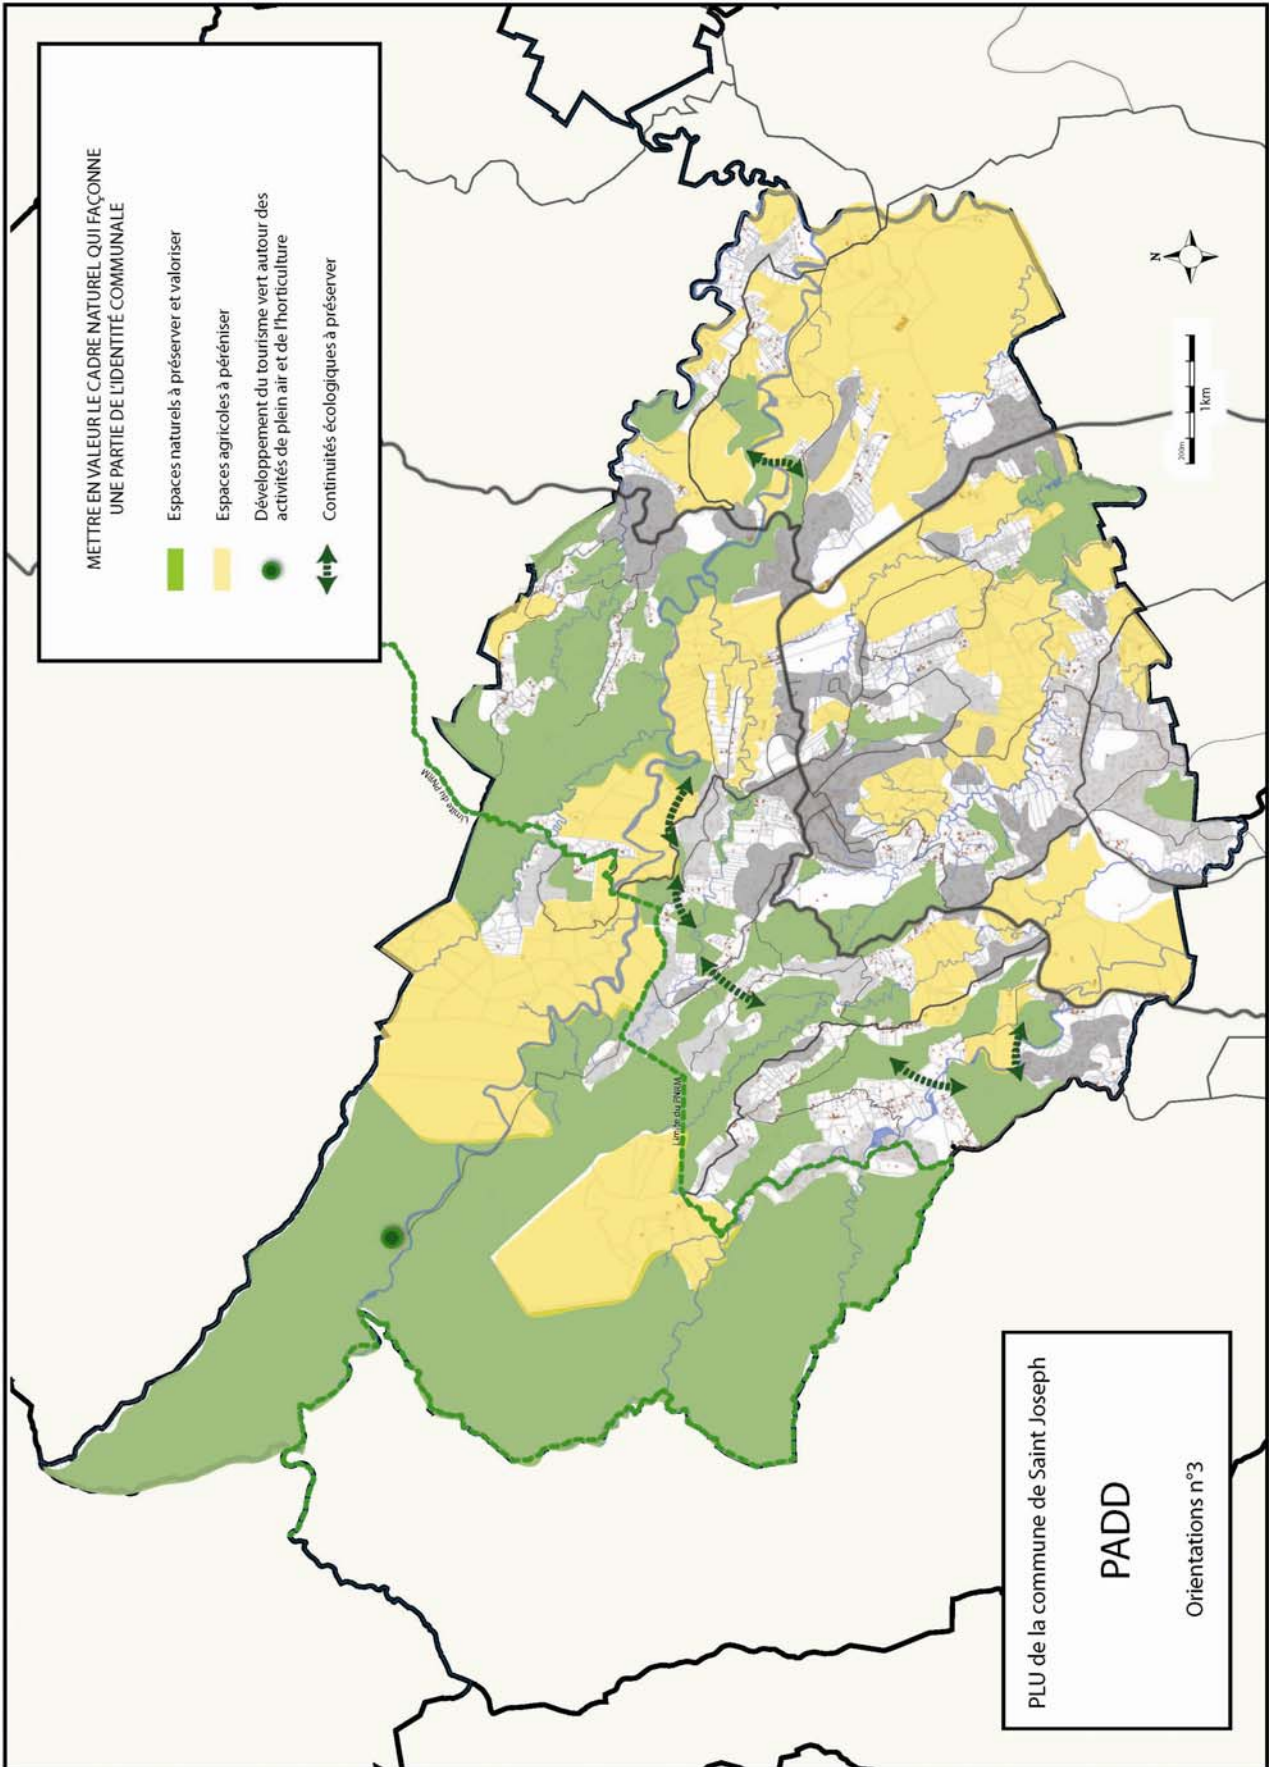 METTRE EN VALEUR LE CADRE NATUREL QUI FAÇONNE
UNE PARTIE DE L'IDENTITÉ COMMUNALE
Espaces naturels à préserver et valoriser
Espaces agricoles à péréniser
Développement du tourisme vert autour des
activités de plein air et de l'horticulture
Continuités écologiques à préserver
Limite du PNRM
Limite du PNRM
N
200m
1km
PLU de la commune de Saint Joseph
PADD
Orientations n°3